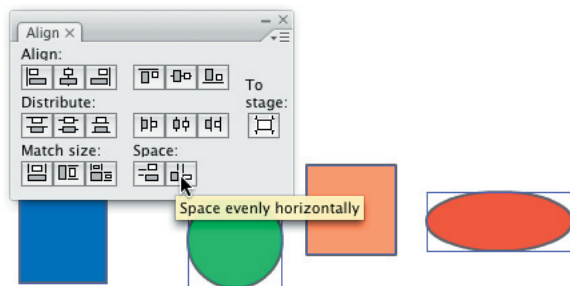 Align
Align:
To
stage:
Distribute:
Match size:
Space:
Space evenly horizontally